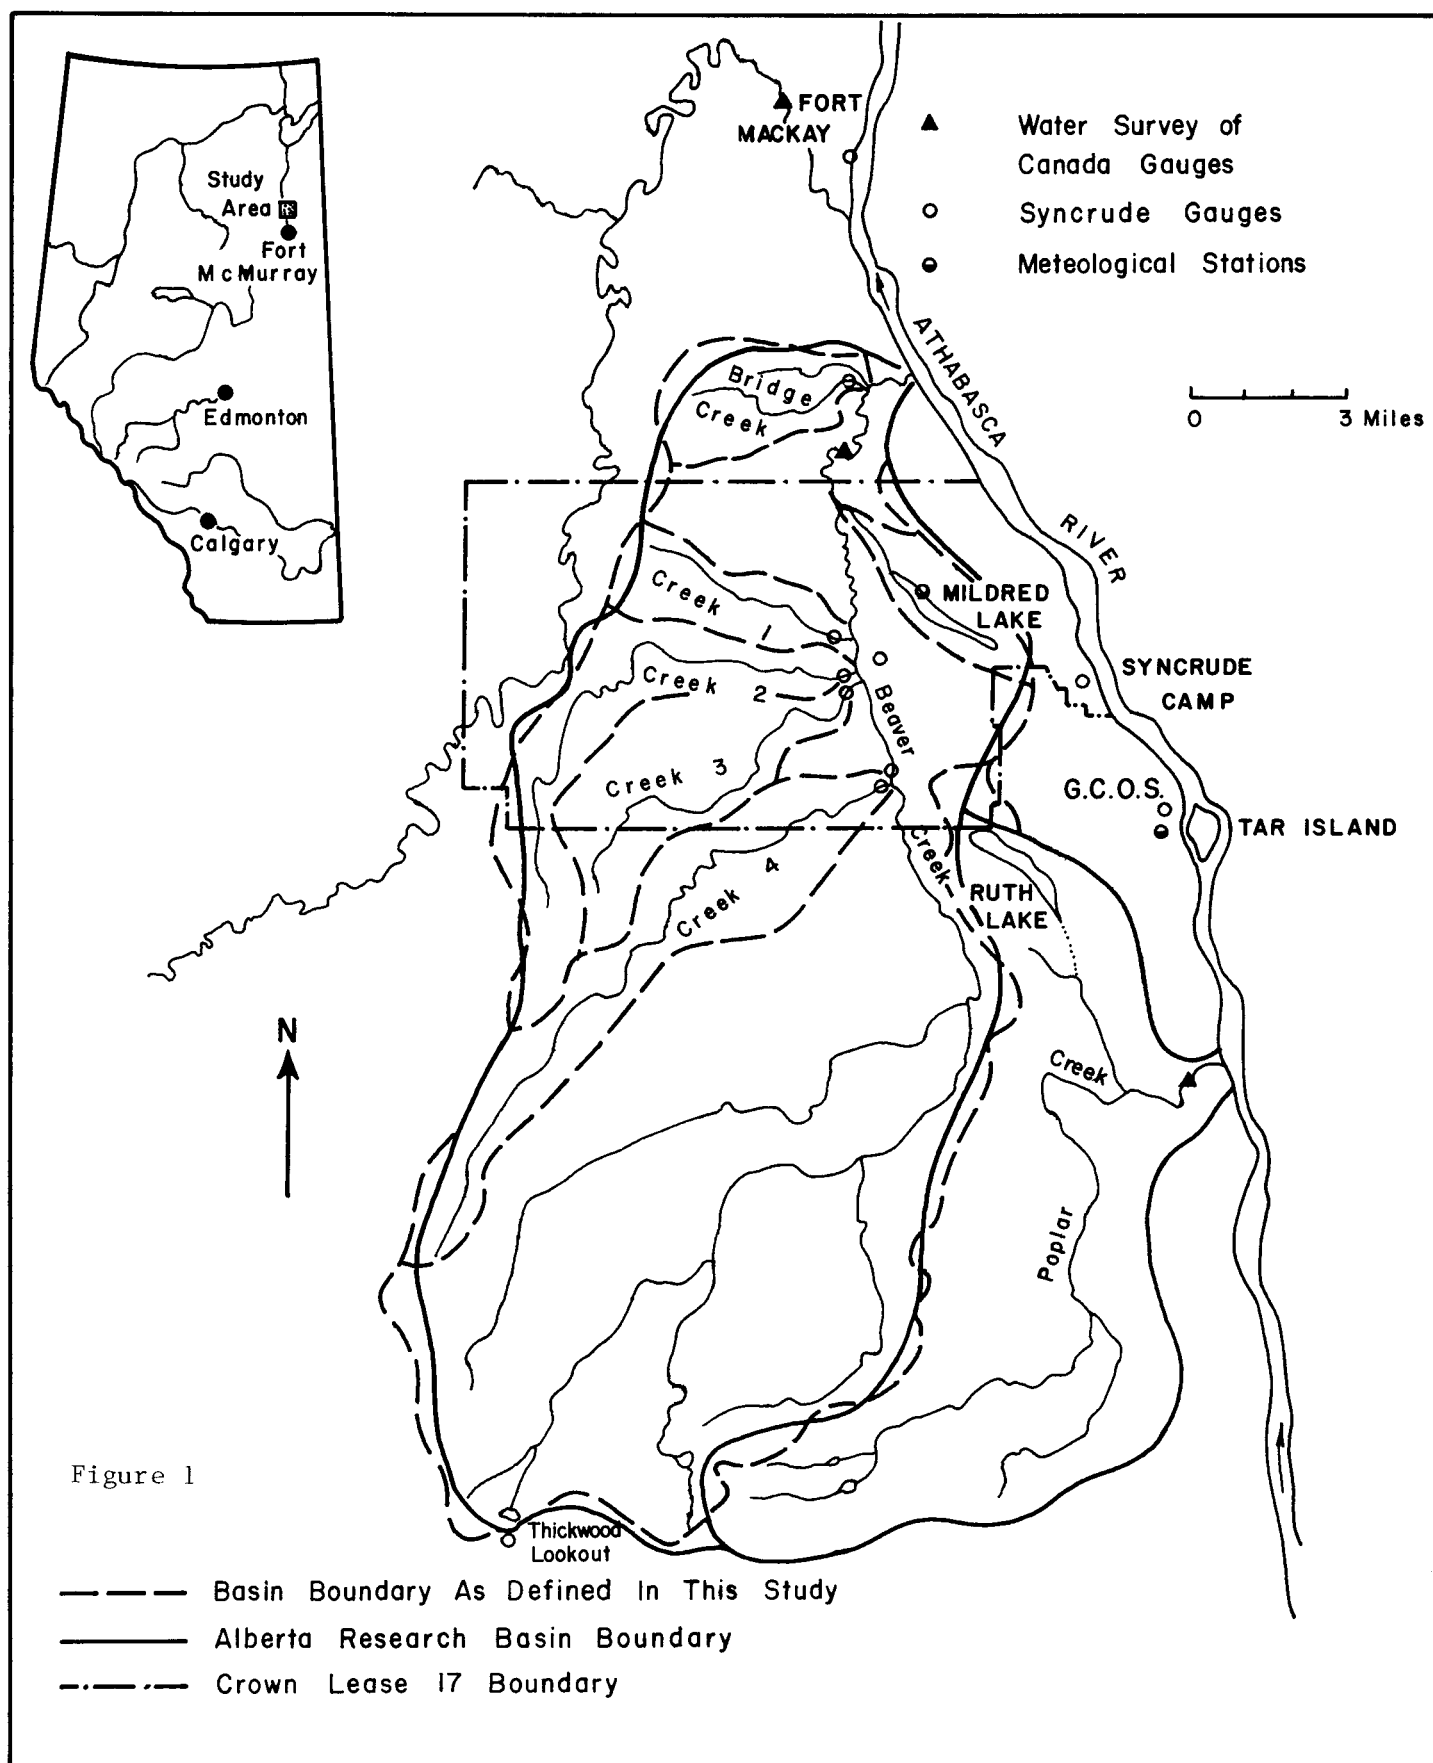 FORT
MACKAY
Water Survey of
Canada Gauges
Syncrude Gauges
Meteological Stations
Study
Area
Fort
McMurray
Edmonton
Calgary
ATHABASCA
RIVER
0 3 Miles
Bridge
Creek
MILDRED
LAKE
Creek 1
Creek 2
Creek 3
Creek 4
Beaver
Creek
SYNCRUDE
CAMP
G.C.O.S.
TAR ISLAND
RUTH
LAKE
N
Creek
Poplar
Figure 1
Thickwood
Lookout
Basin Boundary As Defined In This Study
Alberta Research Basin Boundary
Crown Lease 17 Boundary